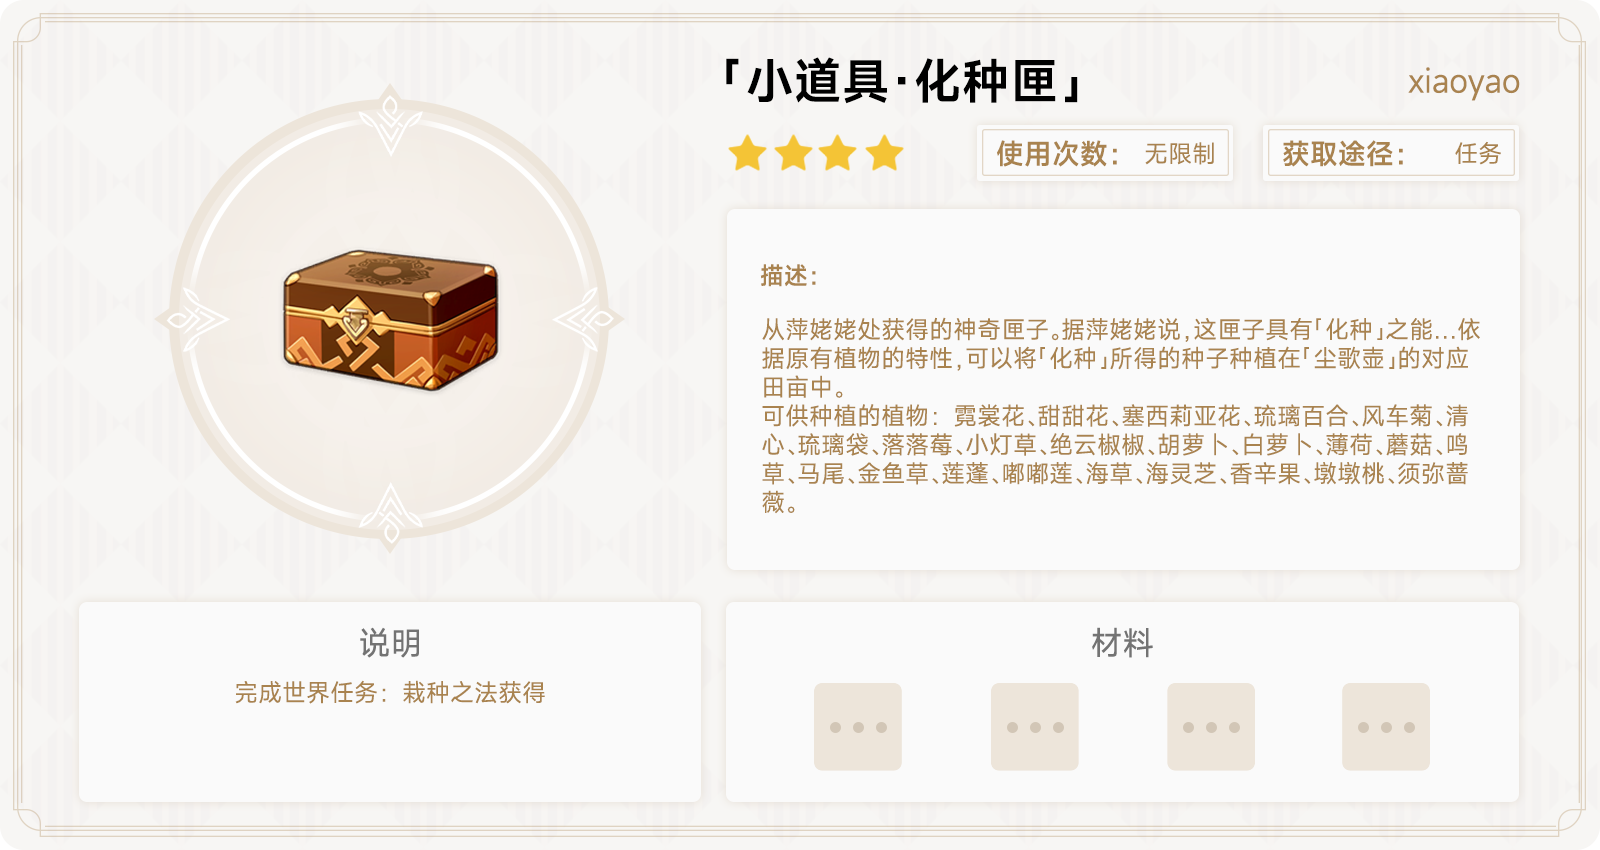 「小道具·化种匣」
xiaoyao
使用次数： 无限制
获取途径： 任务
描述：
从萍姥姥处获得的神奇匣子。据萍姥姥说,这匣子具有「化种」之能...依
据原有植物的特性,可以将「化种」所得的种子种植在「尘歌壶」的对应
田亩中。
可供种植的植物：霓裳花、甜甜花、塞西莉亚花、琉璃百合、风车菊、清
心、琉璃袋、落落莓、小灯草、绝云椒椒、胡萝卜、白萝卜、薄荷、蘑菇、鸣
草、马尾、金鱼草、莲蓬、嘟嘟莲、海草、海灵芝、香辛果、墩墩桃、须弥蔷
薇。
说明
完成世界任务：栽种之法获得
材料